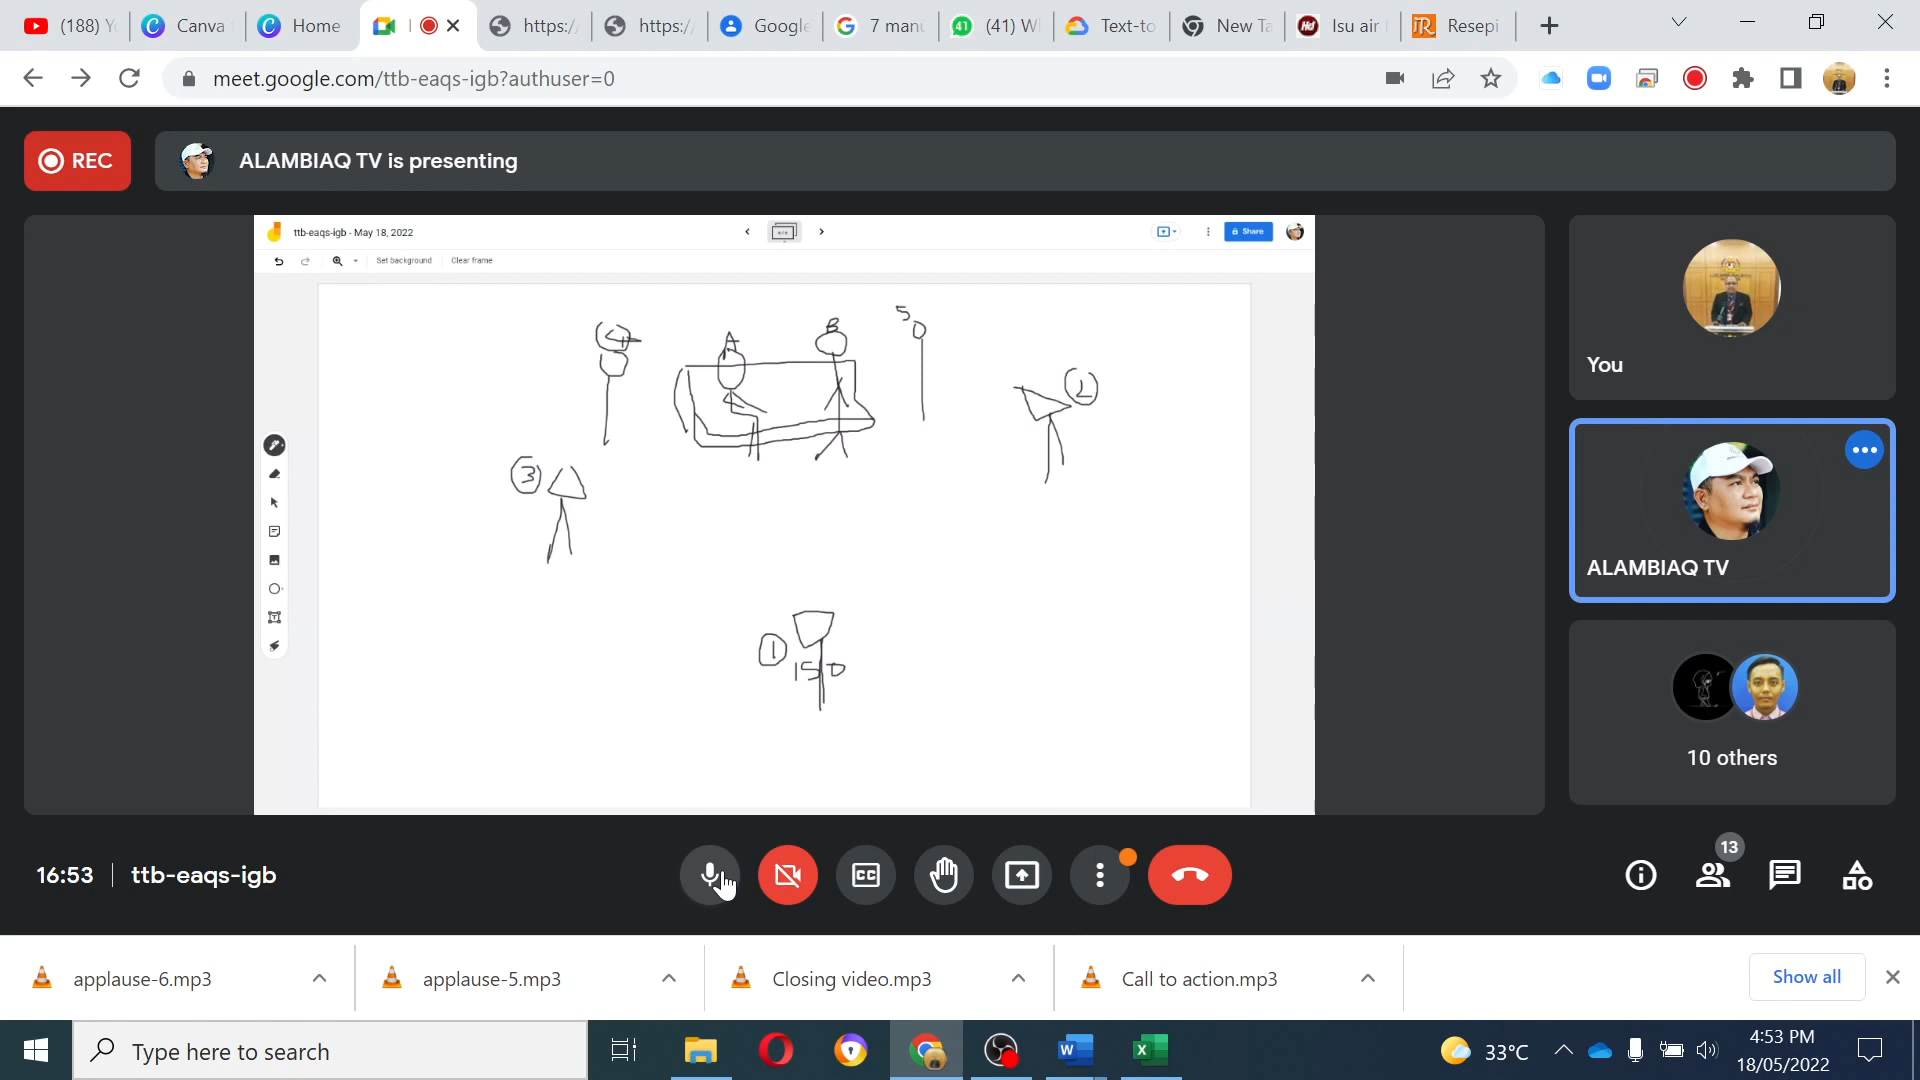 (188) Y
Canva
Home
https:/
https:/
Google
7 man
(41) W
Text-to
New Ta
Isu air
Resepi
meet.google.com/ttb-eaqs-igb?authuser=0
REC
ALAMBIAQ TV is presenting
ttb-eaqs-igb - May 18, 2022
Share
Set background
Clear frame
A
B
5
2
3
1
150
You
ALAMBIAQ TV
10 others
16:53
ttb-eaqs-igb
CC
13
applause-6.mp3
applause-5.mp3
Closing video.mp3
Call to action.mp3
Show all
Type here to search
33°C
4:53 PM
18/05/2022